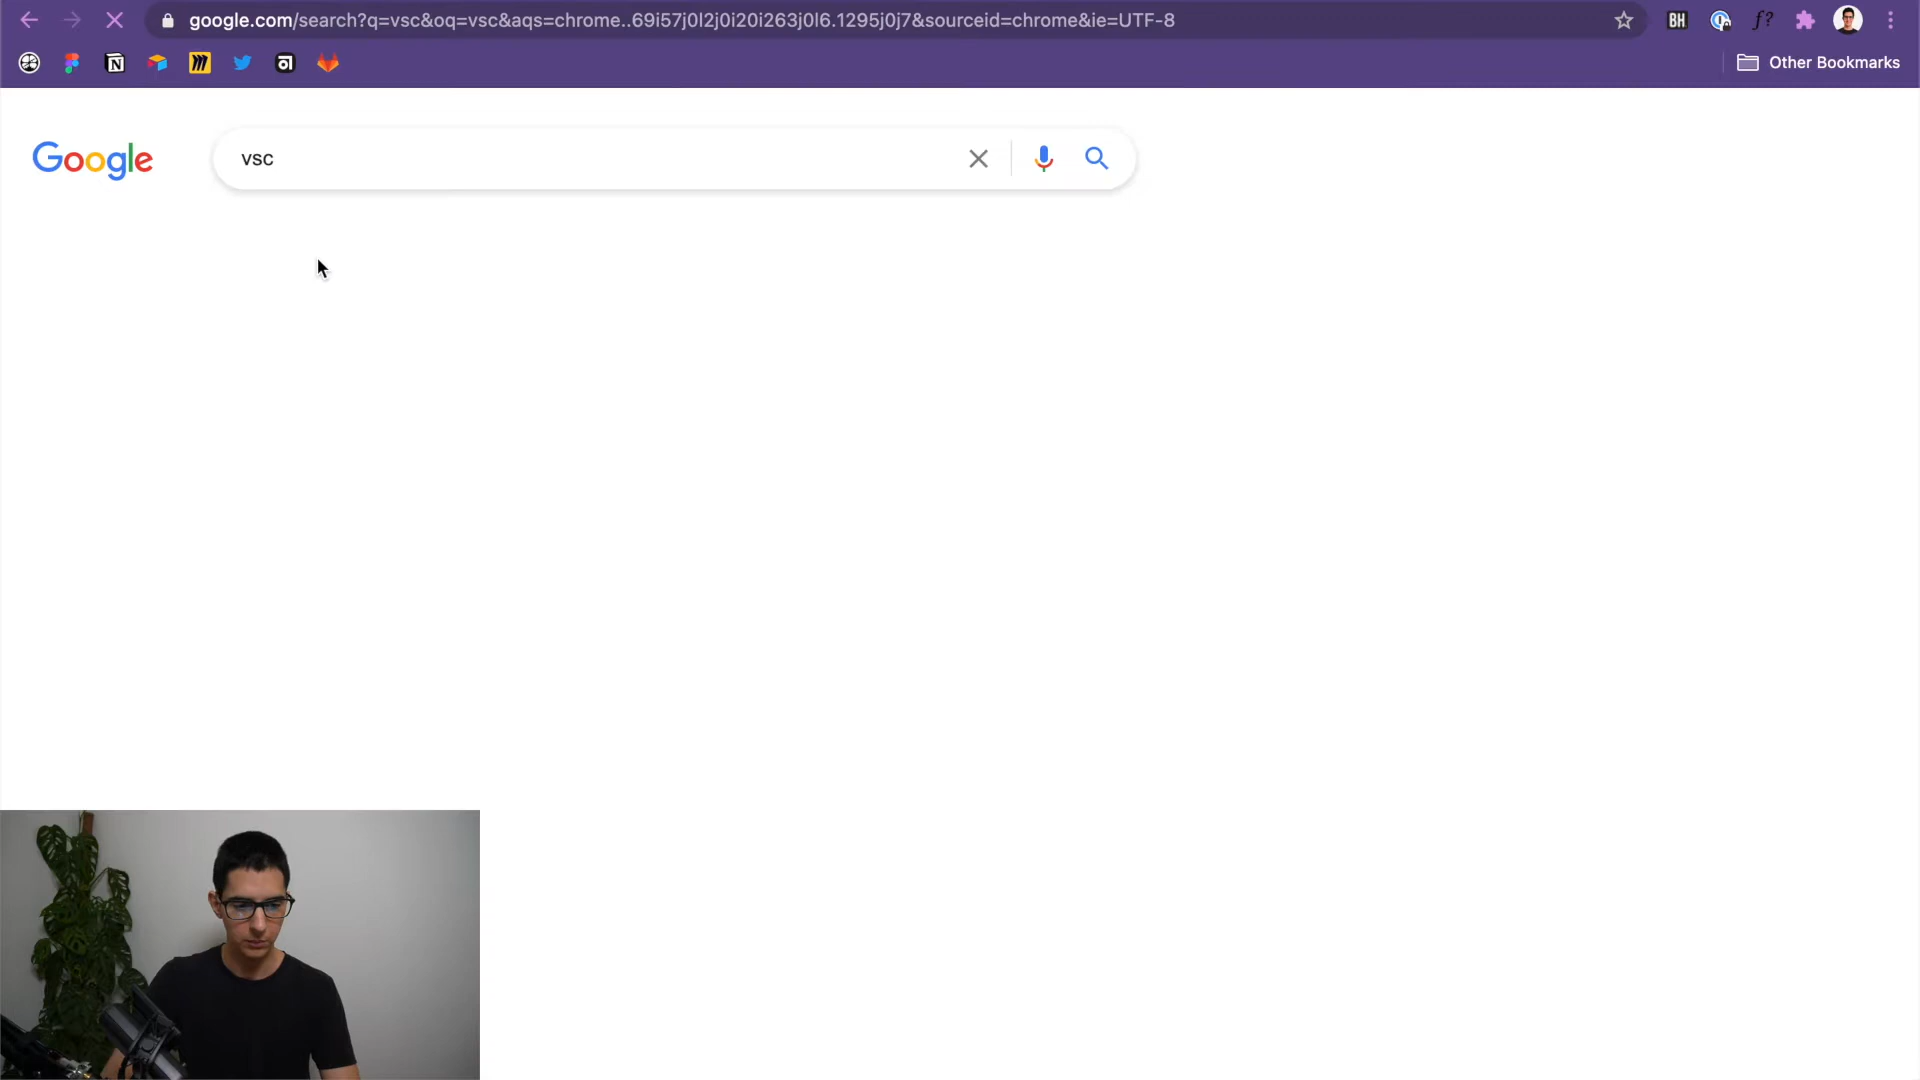 google.com/search?q=vsc&oq=vsc&aqs=chrome..69i57j0l2j0i20i263j0l6.1295j0j7&sourceid=chrome&ie=UTF-8
BH
f?
Other Bookmarks
Google
vsc